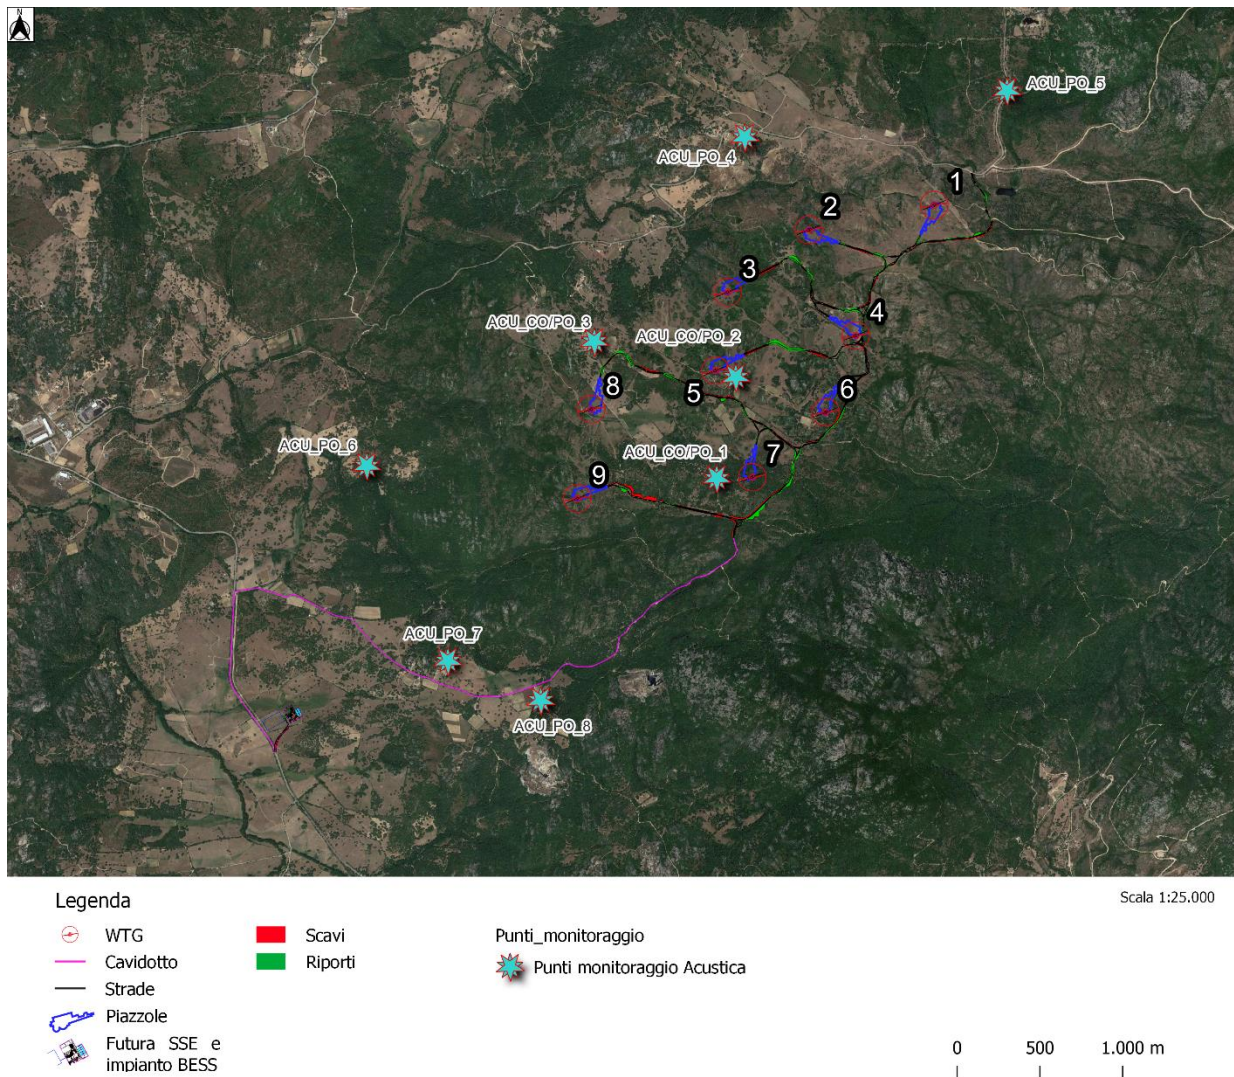 N
ACU_PO_5
ACU_PO_4
1
2
3
4
ACU_CO/PO_3
ACU_CO/PO_2
8
5
6
ACU_PO_6
ACU_CO/PO_1
7
9
ACU_PO_7
ACU_PO_8
Legenda
Scala 1:25.000
WTG
Cavidotto
Strade
Piazzole
Futura SSE e
impianto BESS
Scavi
Riporti
Punti_monitoraggio
Punti monitoraggio Acustica
0 500 1.000 m